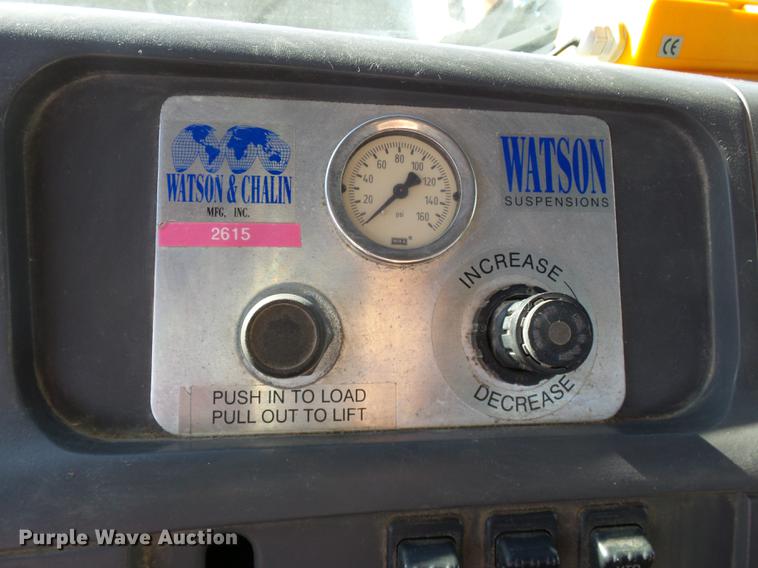 CE
WATSON & CHALIN
MFG, INC.
2615
20
40
60
80
100
120
140
160
psi
WIKA
WATSON
SUSPENSIONS
INCREASE
DECREASE
PUSH IN TO LOAD
PULL OUT TO LIFT
Purple Wave Auction